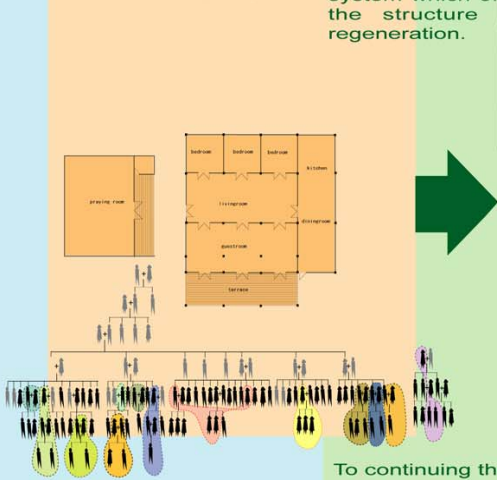 the structure
regeneration.
bedroom bedroom bedroom
kitchen
praying room
livingroom
diningroom
guestroom
terrace
To continuing th